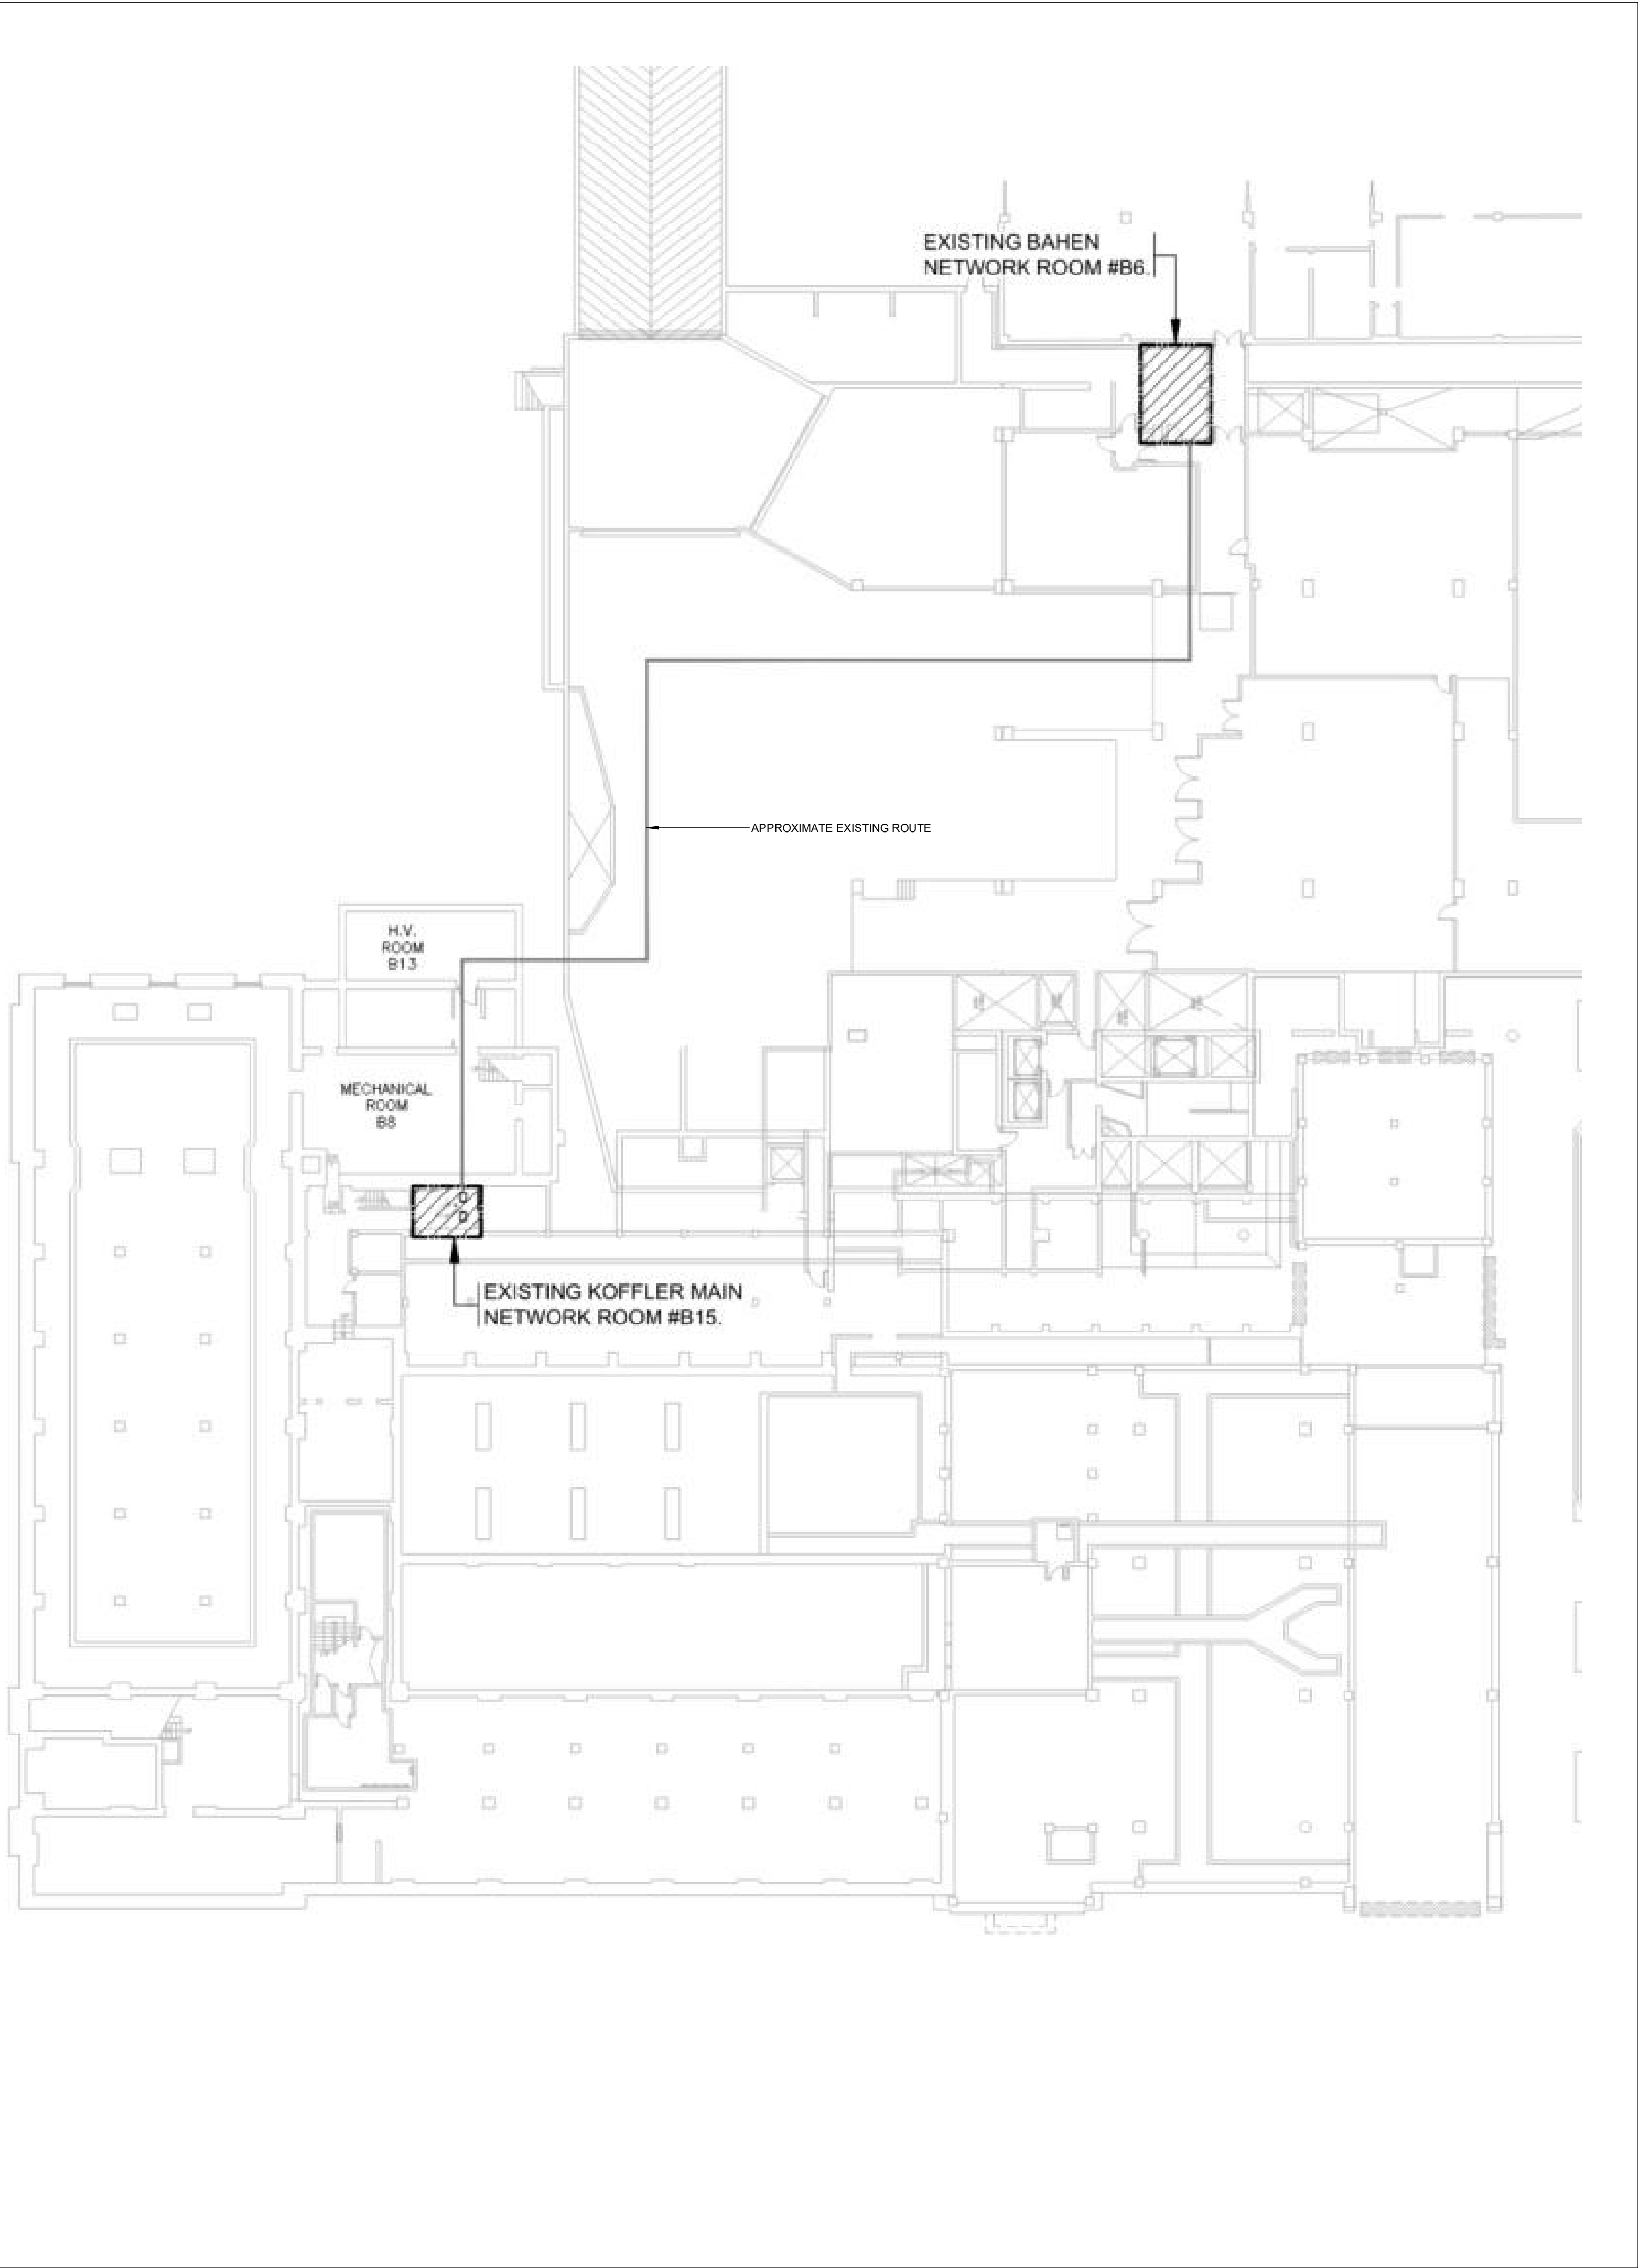 EXISTING BAHEN
NETWORK ROOM #B6.
APPROXIMATE EXISTING ROUTE
H.V.
ROOM
B13
MECHANICAL
ROOM
B8
EXISTING KOFFLER MAIN
NETWORK ROOM #B15.